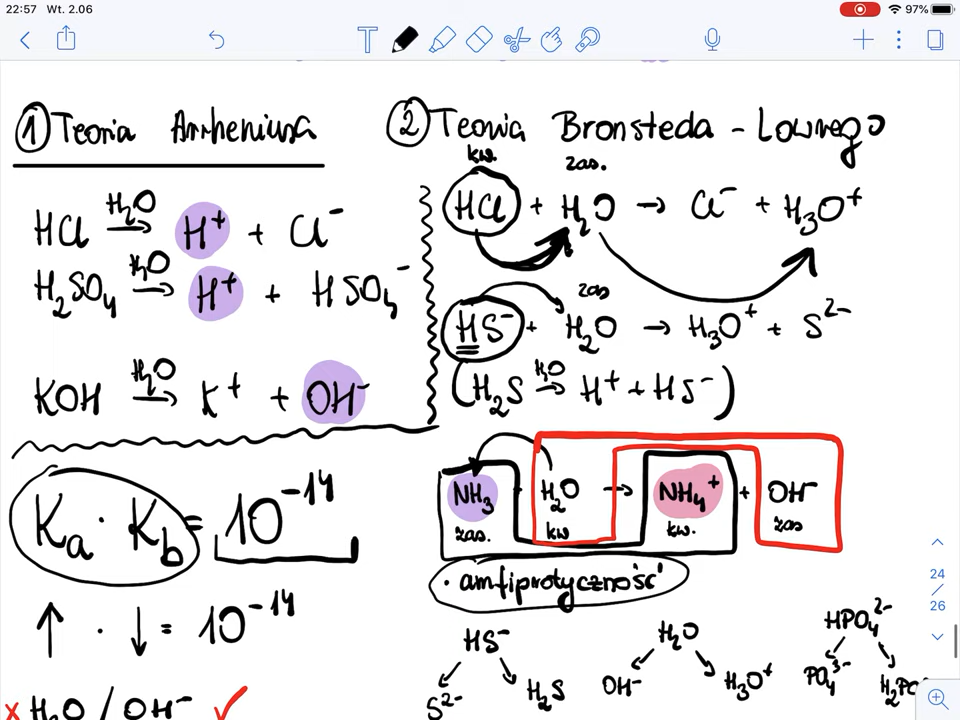 22:57 Wt. 2.06
97%
T
① Teoria Arrheniusa
HCl H₂O→ H⁺ + Cl⁻
H₂SO₄ H₂O→ H⁺ + HSO₄⁻
KOH H₂O→ K⁺ + OH⁻
Ka · Kb = 10⁻¹⁴
↑ · ↓ = 10⁻¹⁴
x H₂O / OH⁻ ✓
② Teoria Bronsteda - Lowrego
kw. zas.
HCl + H₂O → Cl⁻ + H₃O⁺
zas
HS⁻ + H₂O → H₃O⁺ + S²⁻
(H₂S H₂O→ H⁺ + HS⁻)
NH₃ H₂O → NH₄⁺ + OH⁻
zas. kw kw. zas
· amfiprotyczność
HS⁻ H₂O HPO₄²⁻
S²⁻ H₂S OH⁻ H₃O⁺ PO₄³⁻ H₂PO
24
/
26